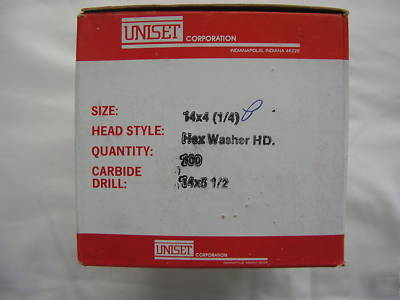 UNISET CORPORATION
INDIANAPOLIS, INDIANA 46226
SIZE: 14x4 (1/4)
HEAD STYLE: Hex Washer HD.
QUANTITY: 200
CARBIDE
DRILL: 14x5 1/2
UNISET CORPORATION